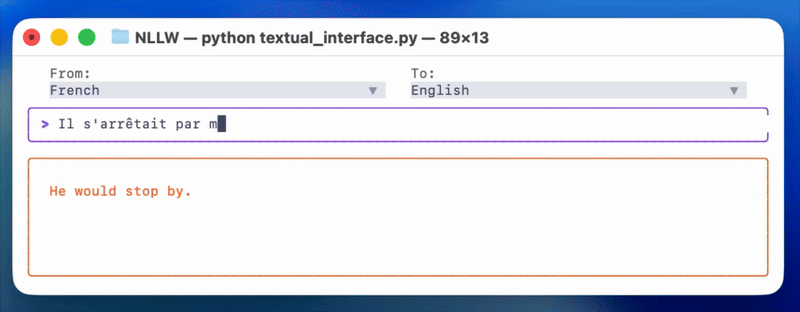 NLLW — python textual_interface.py — 89×13
From: To:
French ▼ English ▼
> Il s'arrêtait par m
He would stop by.